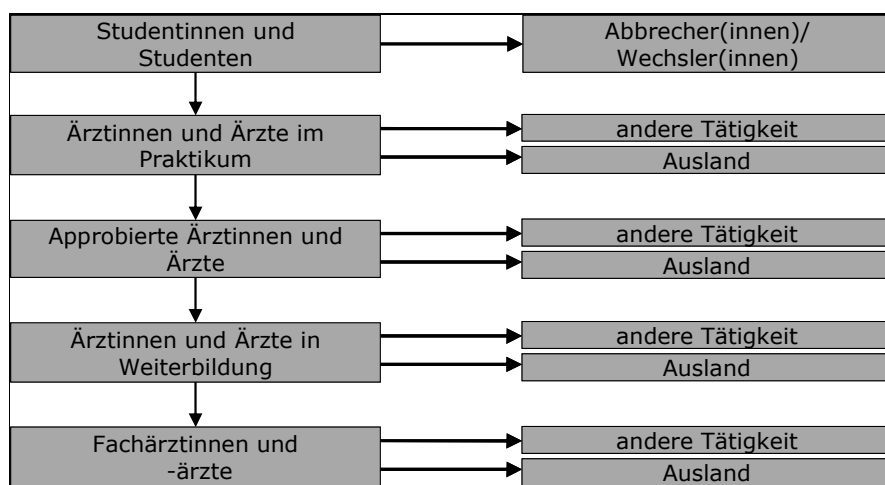 Studentinnen und
Studenten
Abbrecher(innen)/
Wechsler(innen)
Ärztinnen und Ärzte im
Praktikum
andere Tätigkeit
Ausland
Approbierte Ärztinnen und
Ärzte
andere Tätigkeit
Ausland
Ärztinnen und Ärzte in
Weiterbildung
andere Tätigkeit
Ausland
Fachärztinnen und
-ärzte
andere Tätigkeit
Ausland